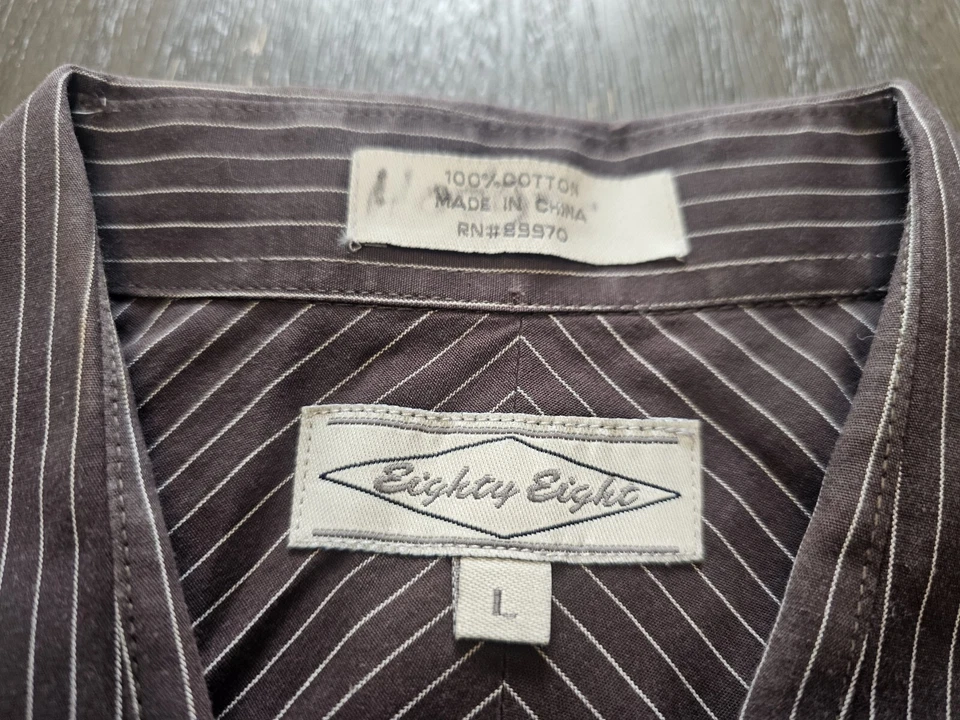 100% COTTON
MADE IN CHINA
RN#89970
Eighty Eight
L